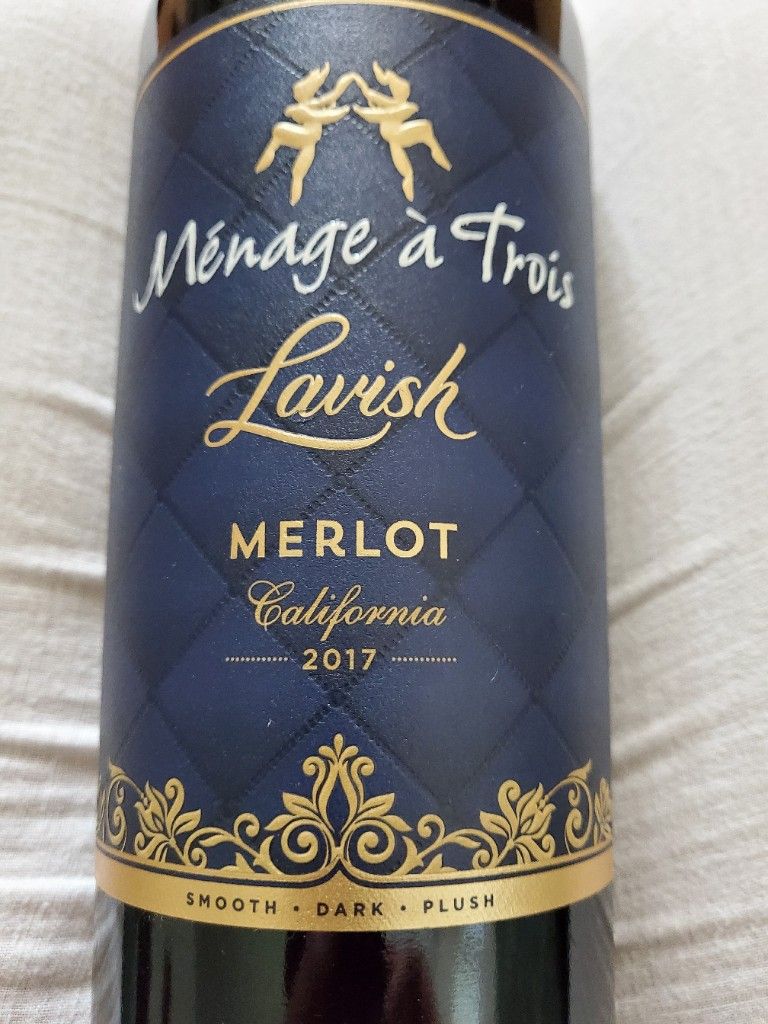 Ménage à Trois
Lavish
MERLOT
California
2017
SMOOTH • DARK • PLUSH